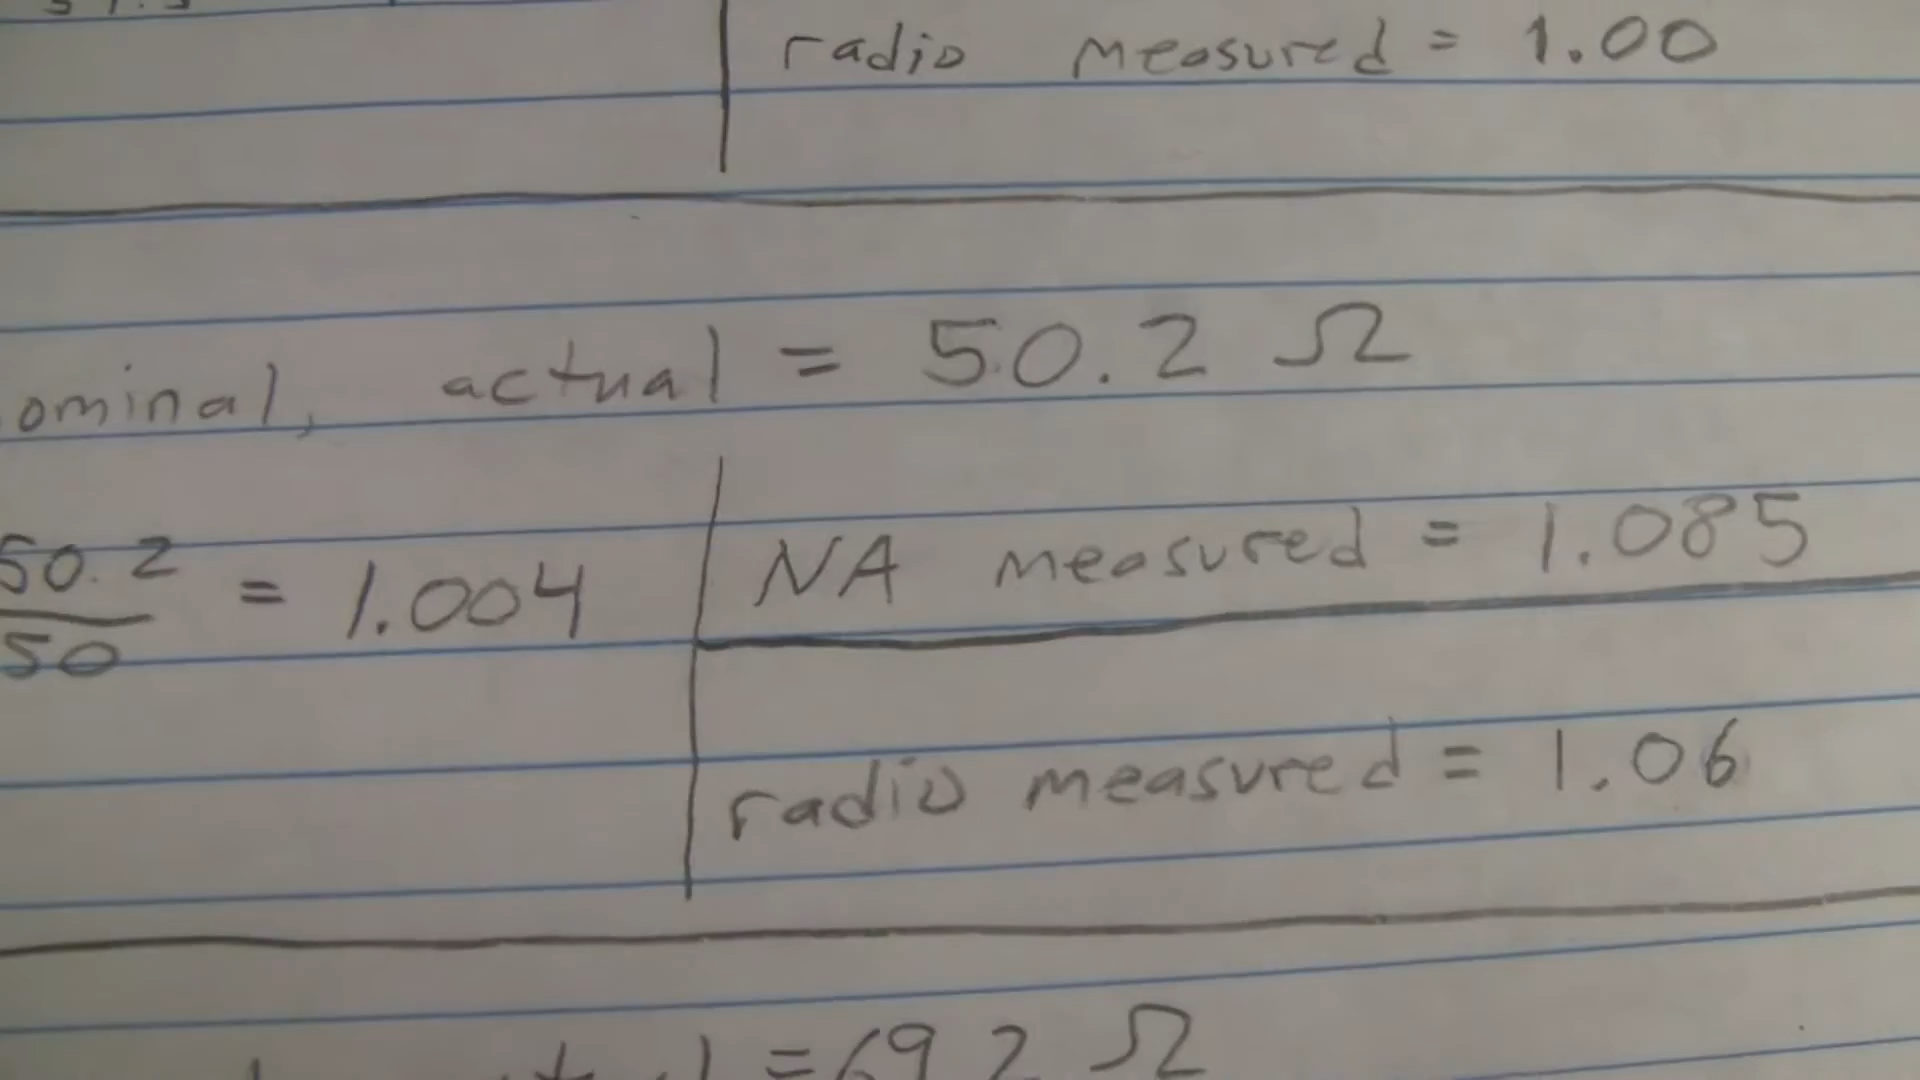 radio measured = 1.00
ominal, actual = 50.2 Ω
50.2
50
= 1.004
NA measured = 1.085
radio measured = 1.06
= 69.2 Ω